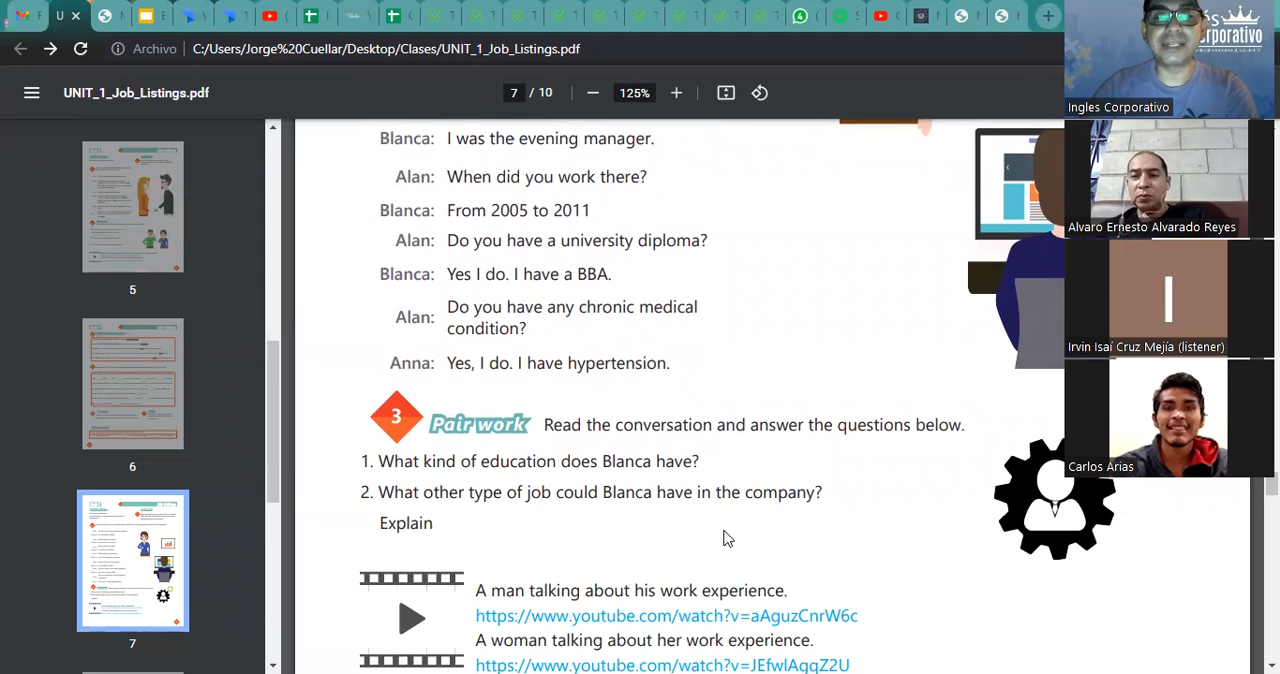 Archivo C:/Users/Jorge%20Cuellar/Desktop/Clases/UNIT_1_Job_Listings.pdf
UNIT_1_Job_Listings.pdf
7 / 10
125%
Blanca: I was the evening manager.
Alan: When did you work there?
Blanca: From 2005 to 2011
Alan: Do you have a university diploma?
Blanca: Yes I do. I have a BBA.
Alan: Do you have any chronic medical
condition?
Anna: Yes, I do. I have hypertension.
3 Pair work Read the conversation and answer the questions below.
1. What kind of education does Blanca have?
2. What other type of job could Blanca have in the company?
Explain
A man talking about his work experience.
https://www.youtube.com/watch?v=aAguzCnrW6c
A woman talking about her work experience.
https://www.youtube.com/watch?v=JEfwlAgqZ2U
5
6
7
Ingles Corporativo
Alvaro Ernesto Alvarado Reyes
I
Irvin Isaí Cruz Mejía (listener)
Carlos Arias